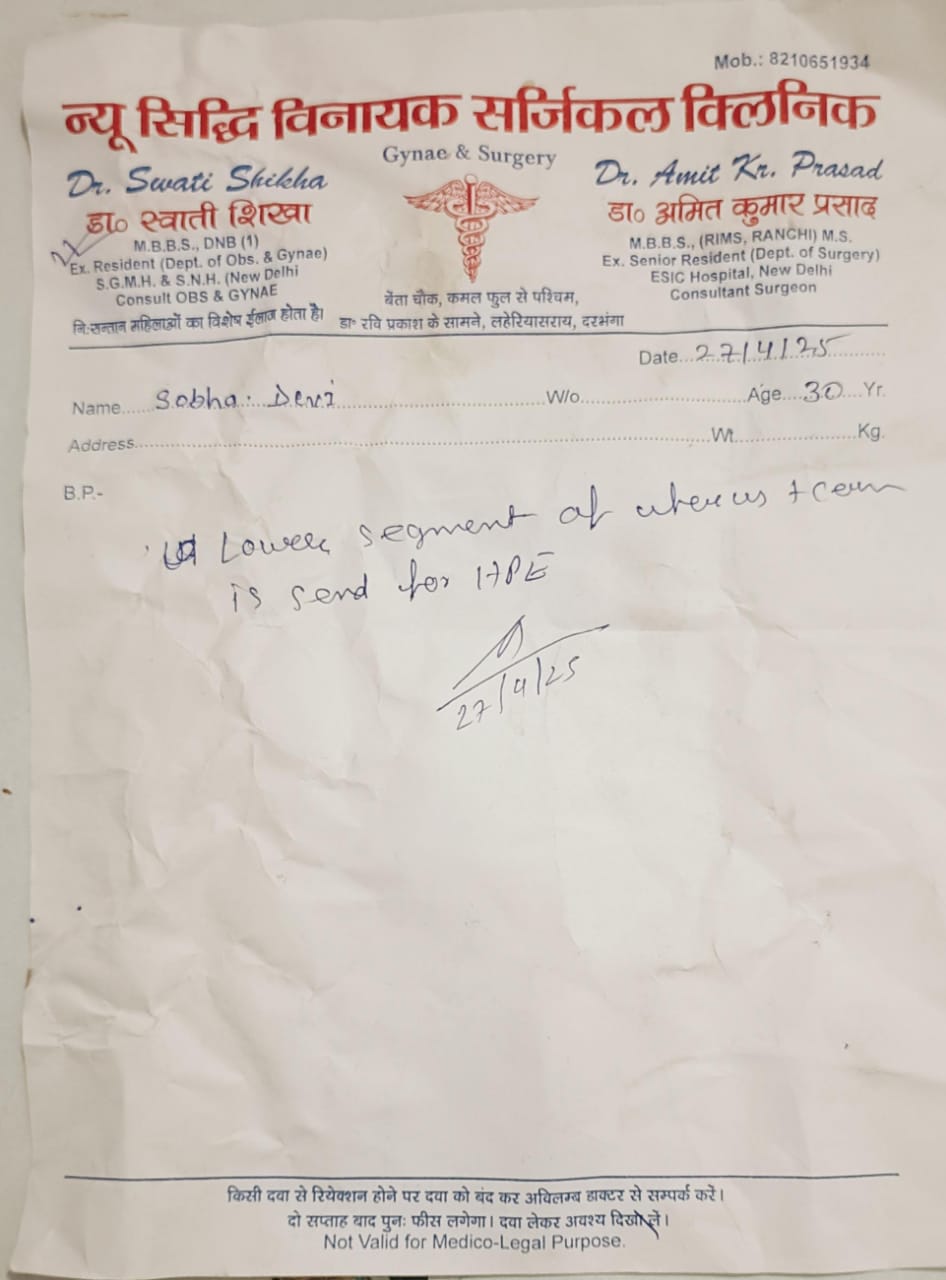 Mob.: 8210651934
न्यू सिद्धि विनायक सर्जिकल क्लिनिक
Gynae & Surgery
Dr. Swati Shikha
डा० स्वाती शिखा
M.B.B.S., DNB (1)
Ex. Resident (Dept. of Obs. & Gynae)
S.G.M.H. & S.N.H. (New Delhi
Consult OBS & GYNAE
नि:सन्तान महिलाओं का विशेष ईलाज होता है।
Dr. Amit Kr. Prasad
डा० अमित कुमार प्रसाद
M.B.B.S., (RIMS, RANCHI) M.S.
Ex. Senior Resident (Dept. of Surgery)
ESIC Hospital, New Delhi
Consultant Surgeon
बेंता चौक, कमल फुल से पश्चिम,
डा° रवि प्रकाश के सामने, लहेरियासराय, दरभंगा
Date...27/4/25
Name.....Sobha Devi.....W/o.....Age....30...Yr.
Address.....Wt.....Kg.
B.P.-
Lower segment of uterus +
is send for HPE
27/4/25
किसी दवा से रियेक्शन होने पर दवा को बंद कर अविलम्ब डाक्टर से सम्पर्क करें।
दो सप्ताह बाद पुनः फीस लगेगा। दवा लेकर अवश्य दिखा लें।
Not Valid for Medico-Legal Purpose.